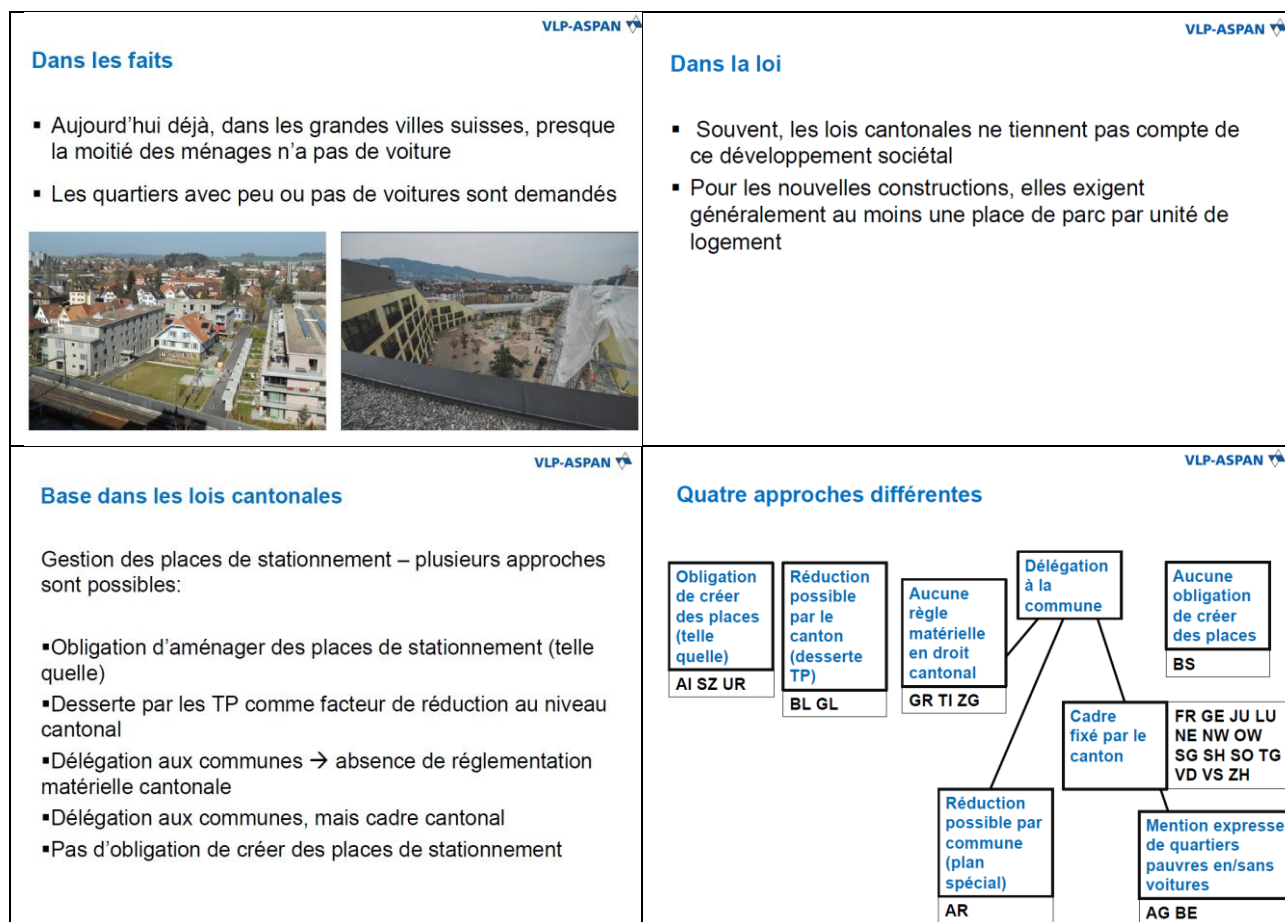 VLP-ASPAN
Dans les faits
▪ Aujourd'hui déjà, dans les grandes villes suisses, presque
la moitié des ménages n'a pas de voiture
▪ Les quartiers avec peu ou pas de voitures sont demandés
VLP-ASPAN
Dans la loi
▪ Souvent, les lois cantonales ne tiennent pas compte de
ce développement sociétal
▪ Pour les nouvelles constructions, elles exigent
généralement au moins une place de parc par unité de
logement
VLP-ASPAN
Base dans les lois cantonales
Gestion des places de stationnement – plusieurs approches
sont possibles:
▪Obligation d'aménager des places de stationnement (telle
quelle)
▪Desserte par les TP comme facteur de réduction au niveau
cantonal
▪Délégation aux communes → absence de réglementation
matérielle cantonale
▪Délégation aux communes, mais cadre cantonal
▪Pas d'obligation de créer des places de stationnement
VLP-ASPAN
Quatre approches différentes
Obligation
de créer
des places
(telle
quelle)
AI SZ UR
Réduction
possible
par le
canton
(desserte
TP)
BL GL
Aucune
règle
matérielle
en droit
cantonal
GR TI ZG
Délégation
à la
commune
Aucune
obligation
de créer
des places
BS
Cadre
fixé par le
canton
FR GE JU LU
NE NW OW
SG SH SO TG
VD VS ZH
Réduction
possible par
commune
(plan
spécial)
AR
Mention expresse
de quartiers
pauvres en/sans
voitures
AG BE